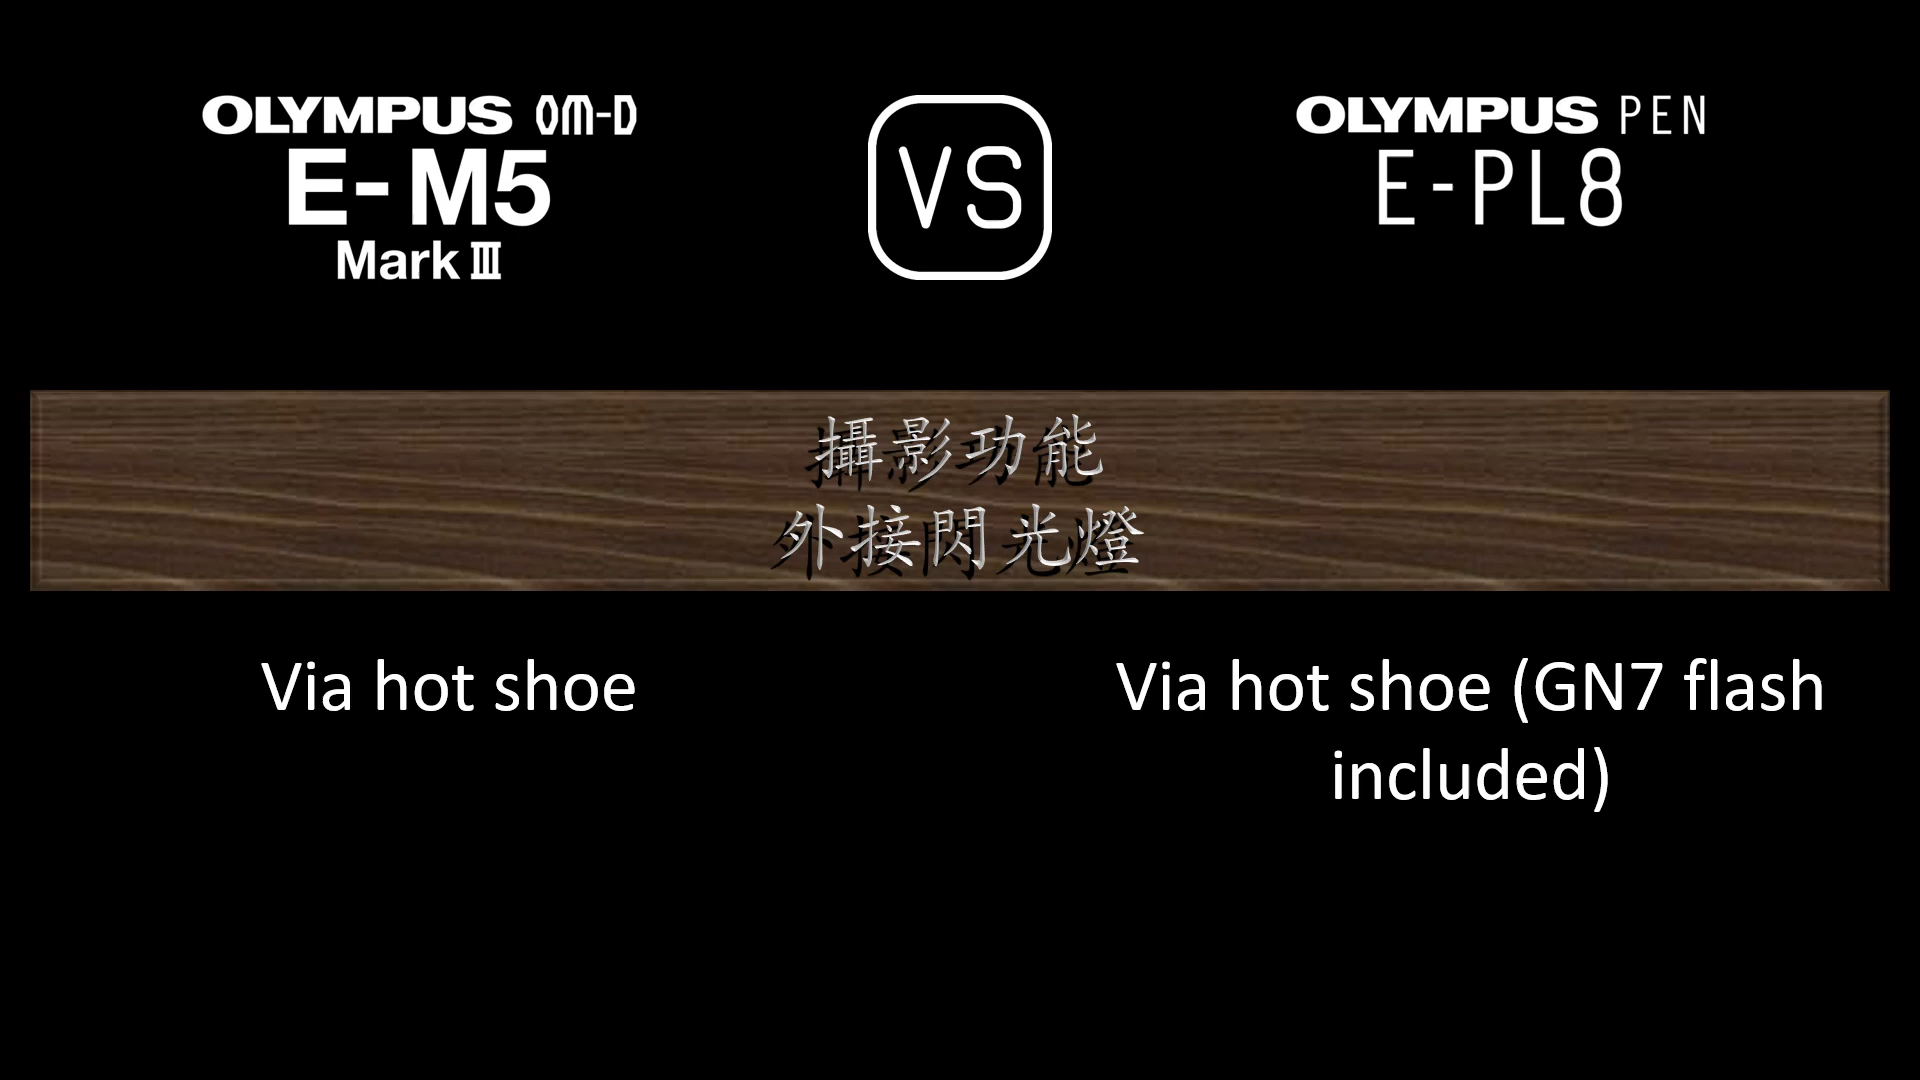 OLYMPUS OM-D
E-M5
Mark III
VS
OLYMPUS PEN
E-PL8
攝影功能
外接閃光燈
Via hot shoe
Via hot shoe (GN7 flash
included)